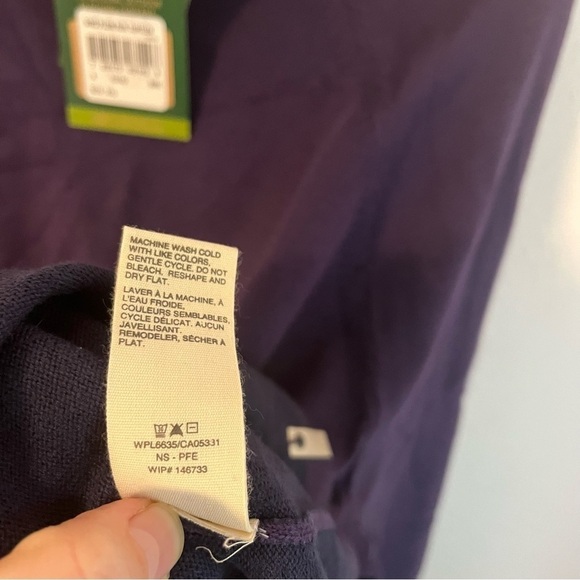 MACHINE WASH COLD
WITH LIKE COLORS,
GENTLE CYCLE. DO NOT
BLEACH. RESHAPE AND
DRY FLAT.
LAVER À LA MACHINE, À
L'EAU FROIDE,
COULEURS SEMBLABLES,
CYCLE DÉLICAT. AUCUN
JAVELLISANT.
REMODELER, SÉCHER À
PLAT.
WPL6635/CA05331
NS - PFE
WIP# 146733